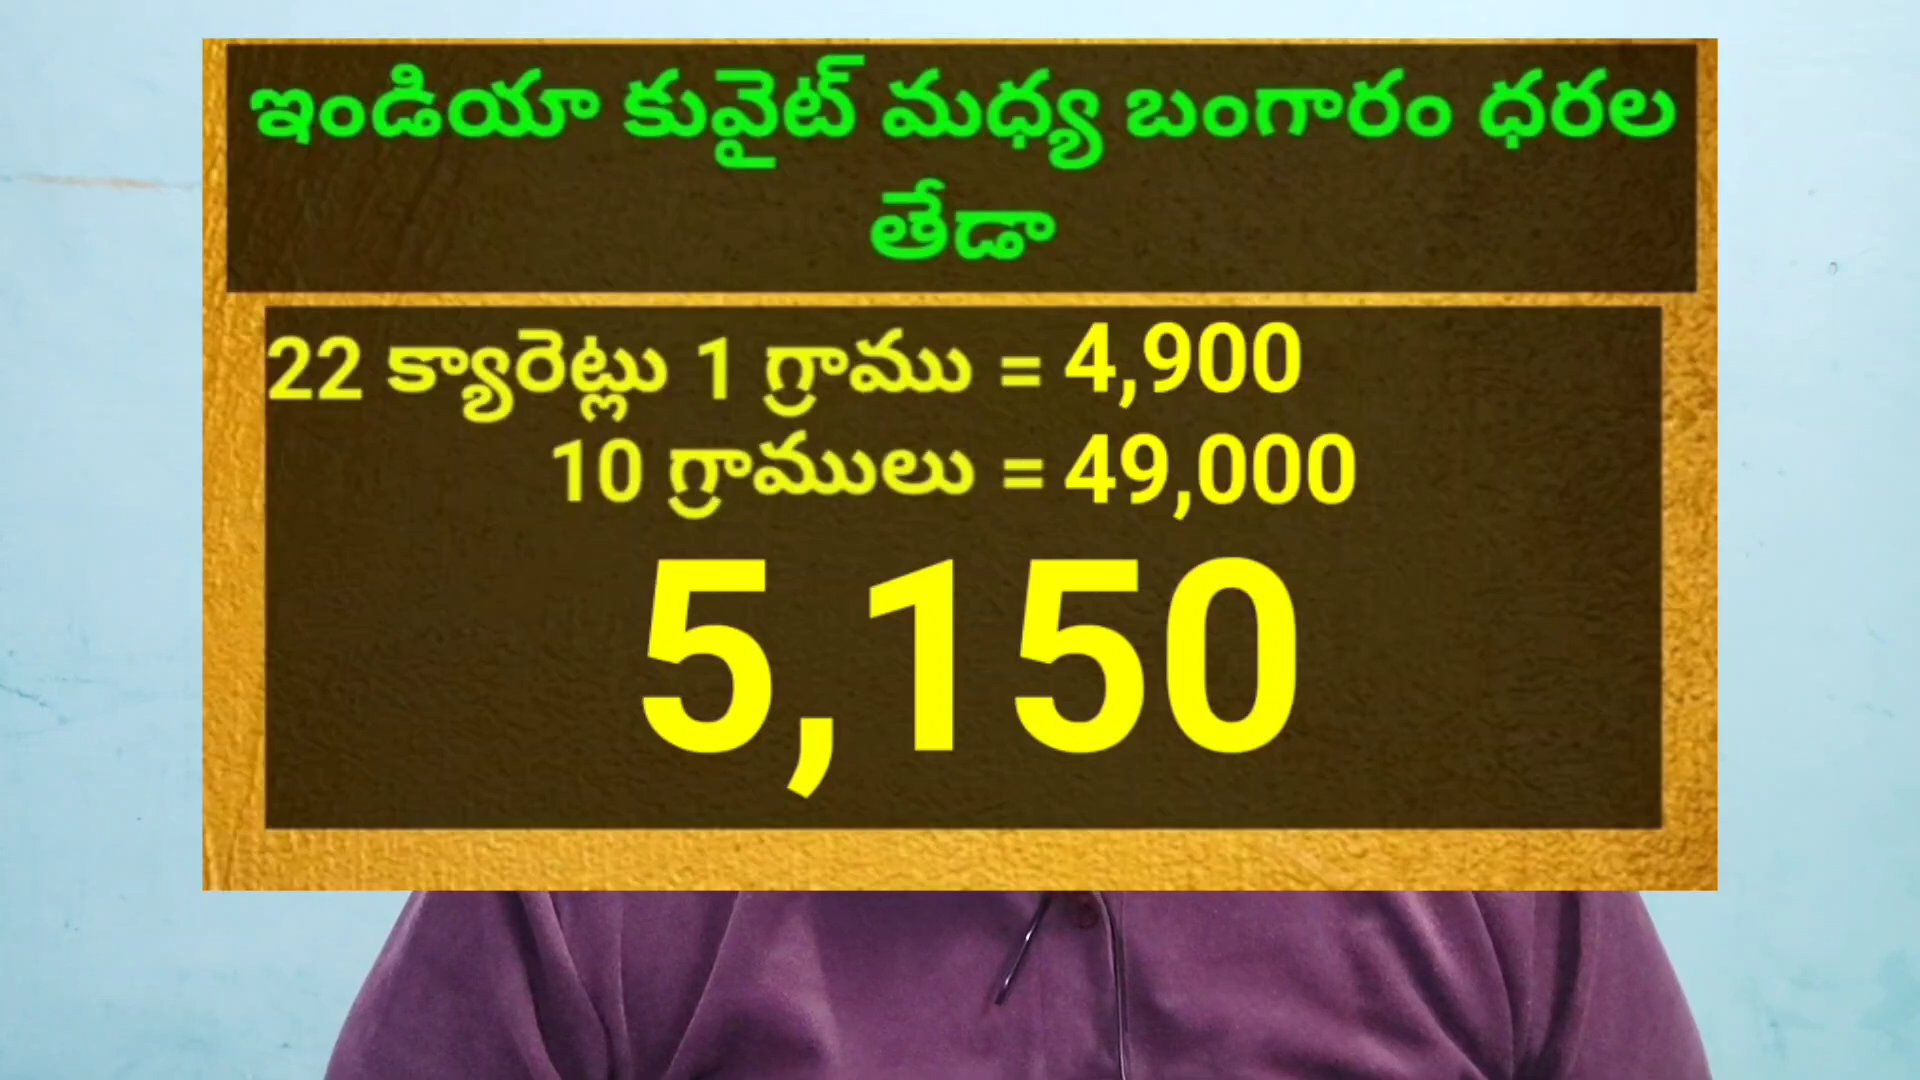 ఇండియా కువైట్ మధ్య బంగారం ధరల
తేడా
22 క్యారెట్లు 1 గ్రాము = 4,900
10 గ్రాములు = 49,000
5,150